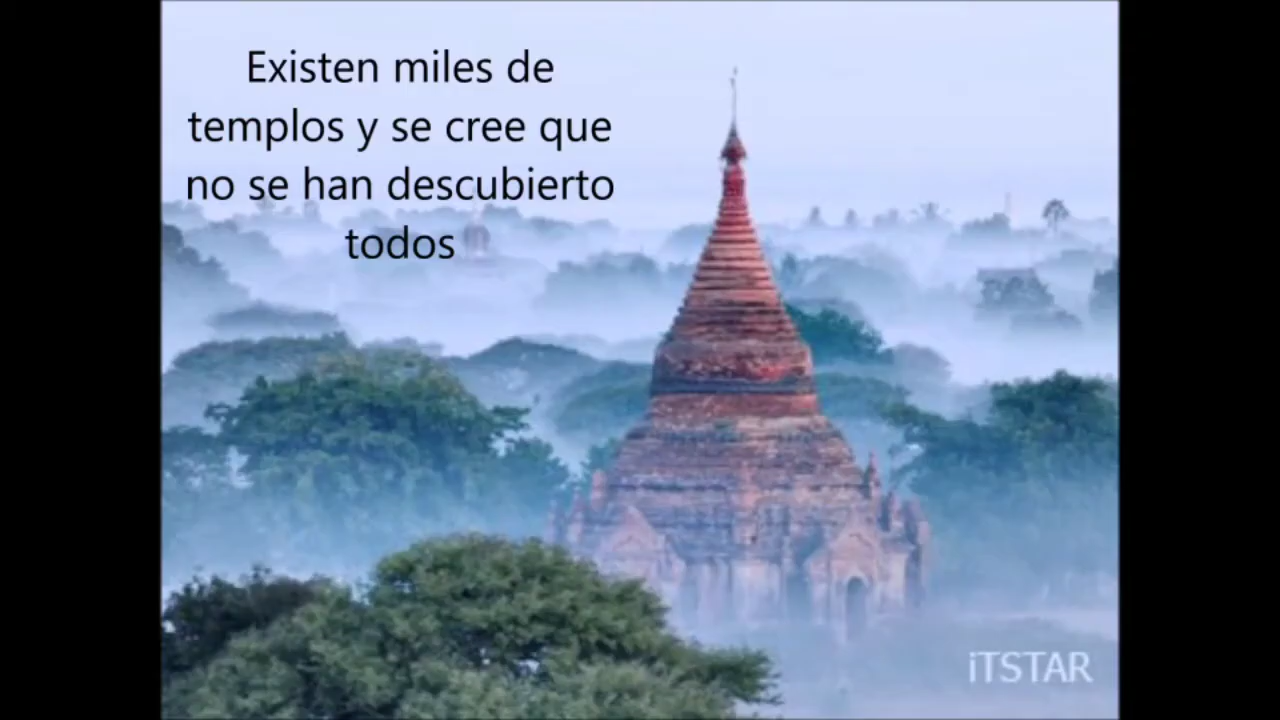 Existen miles de
templos y se cree que
no se han descubierto
todos
iTSTAR